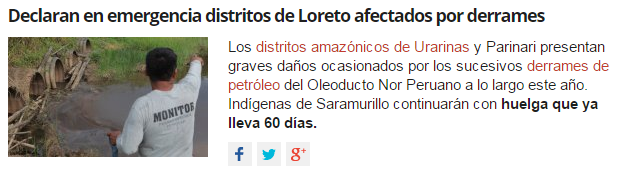 Declaran en emergencia distritos de Loreto afectados por derrames
Los distritos amazónicos de Urarinas y Parinari presentan
graves daños ocasionados por los sucesivos derrames de
petróleo del Oleoducto Nor Peruano a lo largo este año.
Indígenas de Saramurillo continuarán con huelga que ya
lleva 60 días.
MONITOR